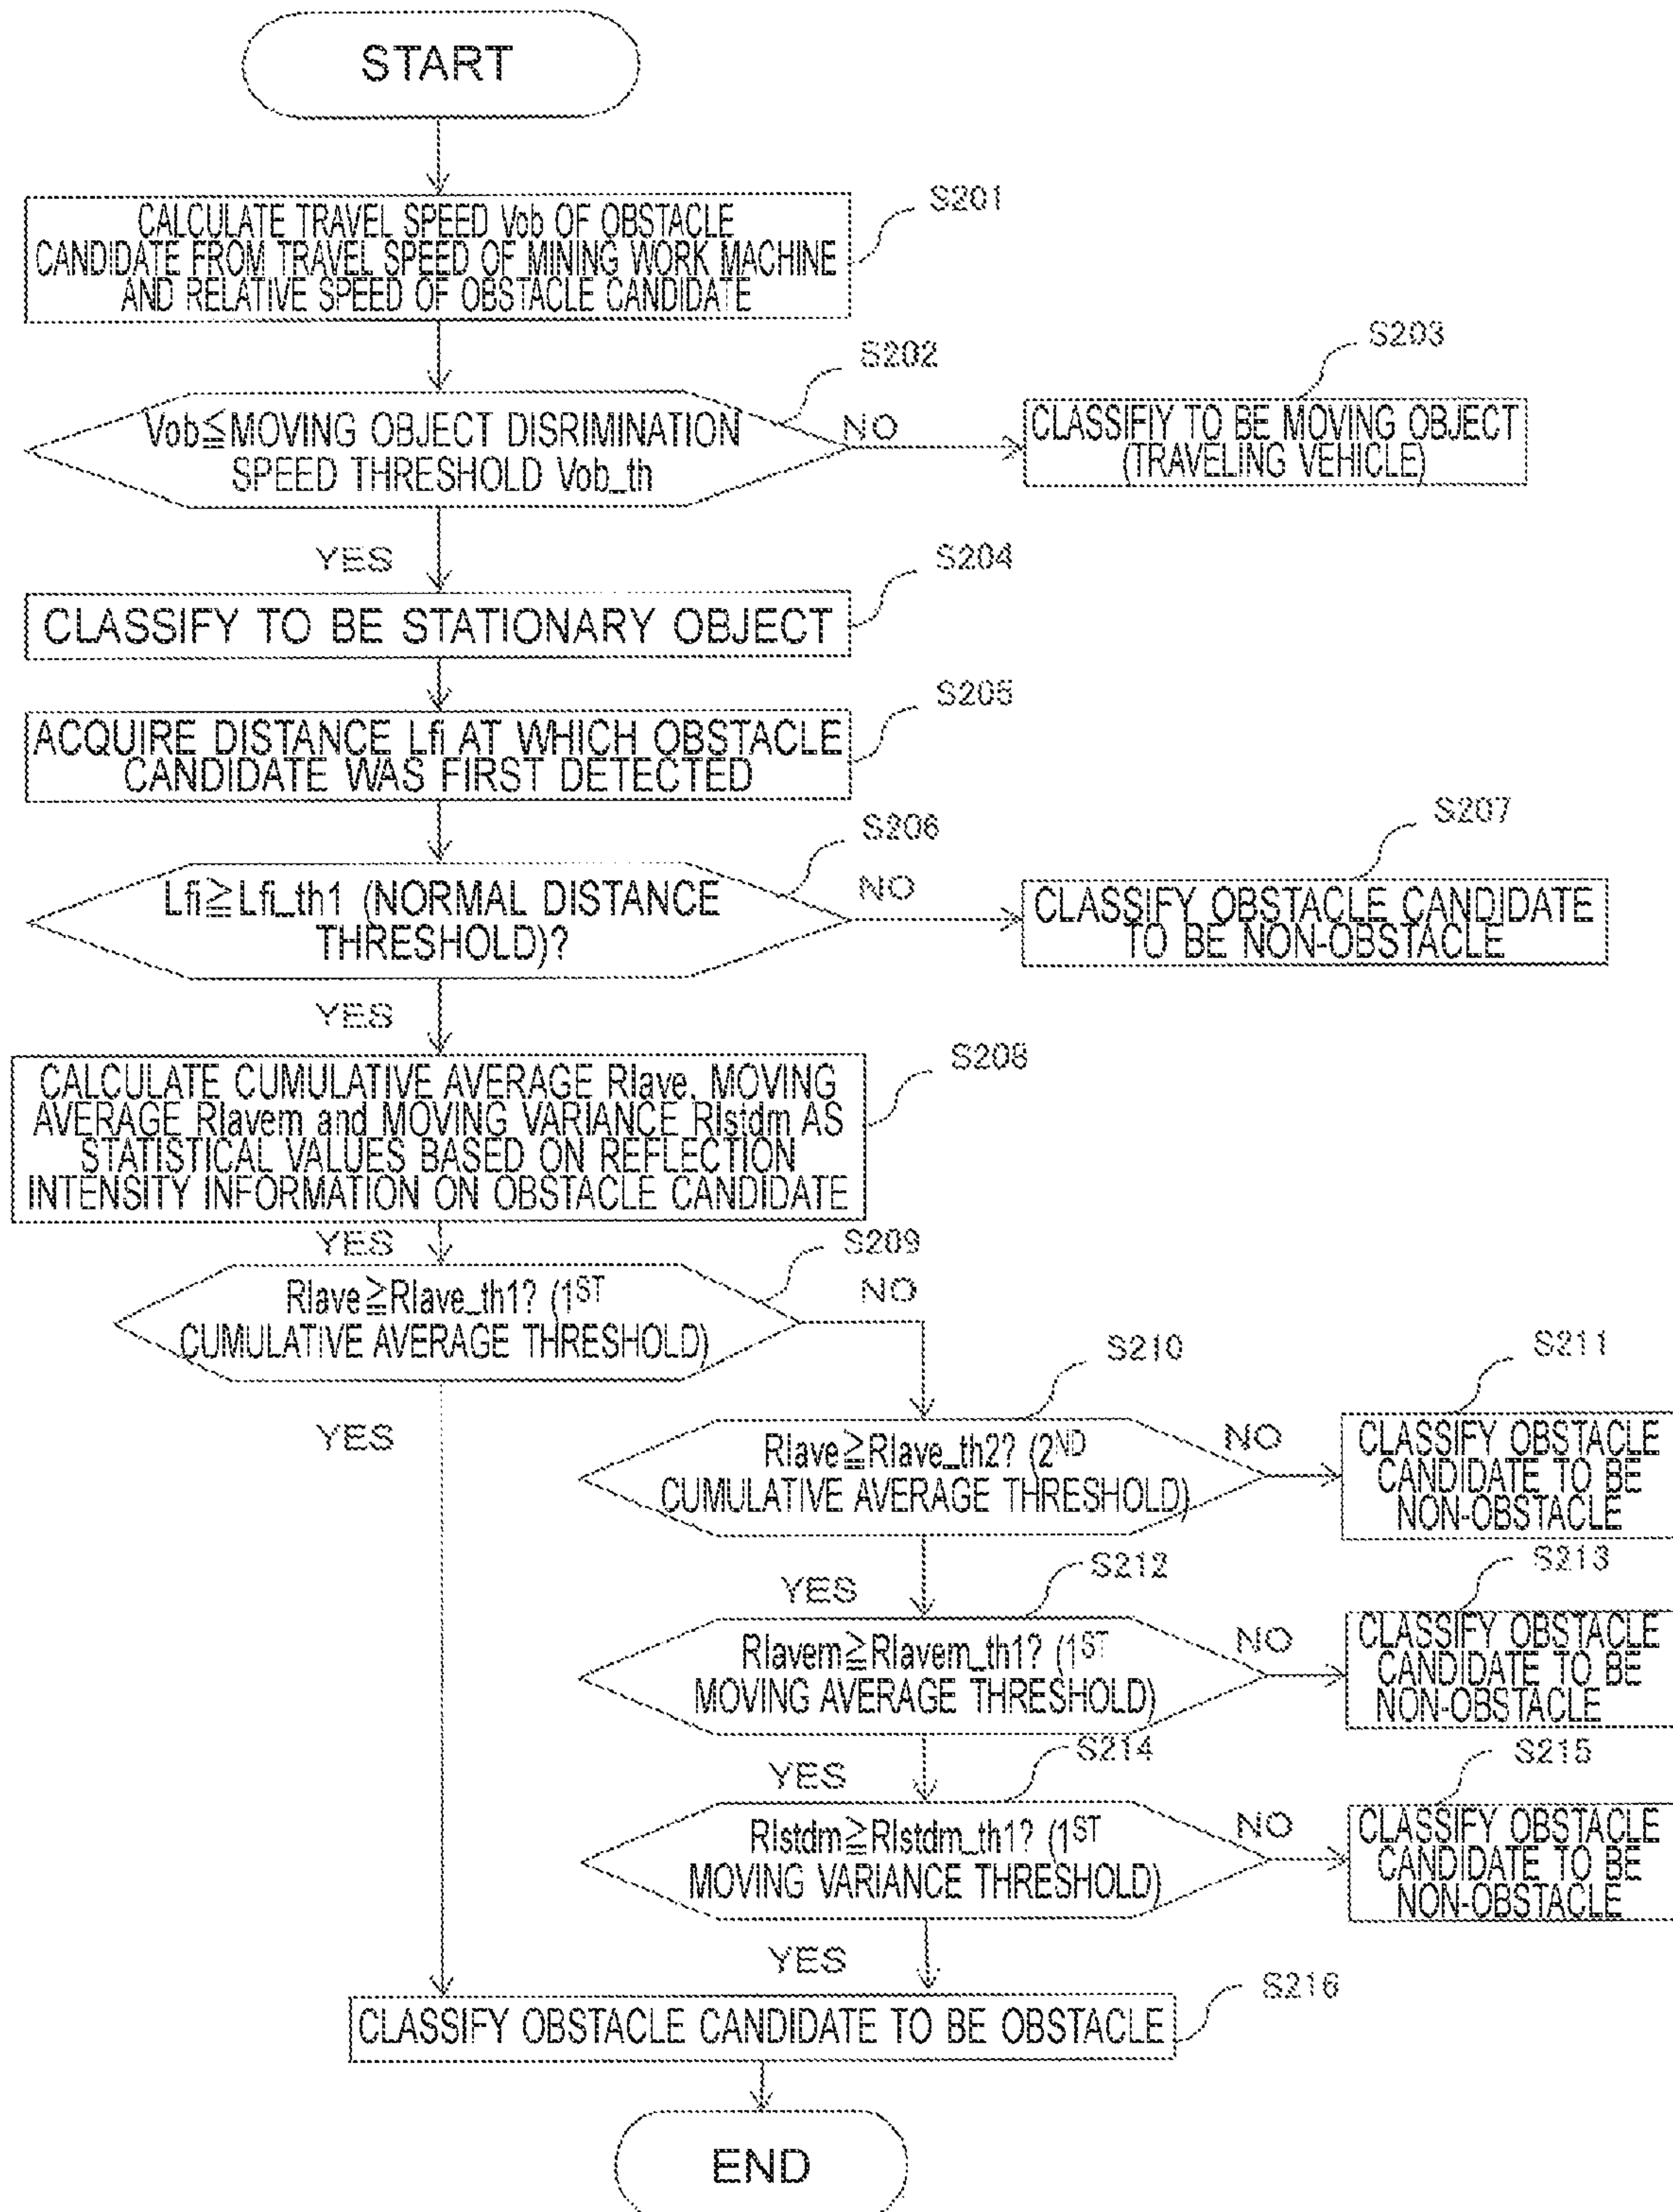 START
S201
CALCULATE TRAVEL SPEED Vob OF OBSTACLE
CANDIDATE FROM TRAVEL SPEED OF MINING WORK MACHINE
AND RELATIVE SPEED OF OBSTACLE CANDIDATE
S202
S203
Vob≦MOVING OBJECT DISRIMINATION
SPEED THRESHOLD Vob_th
NO
CLASSIFIY TO BE MOVING OBJECT
(TRAVELING VEHICLE)
YES
S204
CLASSIFY TO BE STATIONARY OBJECT
S205
ACQUIRE DISTANCE Lfi AT WHICH OBSTACLE
CANDIDATE WAS FIRST DETECTED
S206
S207
Lfi≧Lfi_th1 (NORMAL DISTANCE
THRESHOLD)?
NO
CLASSIFY OBSTACLE CANDIDATE
TO BE NON-OBSTACLE
YES
S208
CALCULATE CUMULATIVE AVERAGE RIave, MOVING
AVERAGE RIavem and MOVING VARIANCE RIstdm AS
STATISTICAL VALUES BASED ON REFLECTION
INTENSITY INFORMATION ON OBSTACLE CANDIDATE
YES
S209
RIave≧RIave_th1? (1ST
CUMULATIVE AVERAGE THRESHOLD)
NO
YES
S210
S211
RIave≧RIave_th2? (2ND
CUMULATIVE AVERAGE THRESHOLD)
NO
CLASSIFY OBSTACLE
CANDIDATE TO BE
NON-OBSTACLE
YES
S212
S213
RIavem≧RIavem_th1? (1ST
MOVING AVERAGE THRESHOLD)
NO
CLASSIFY OBSTACLE
CANDIDATE TO BE
NON-OBSTACLE
YES
S214
S215
RIstdm≧RIstdm_th1? (1ST
MOVING VARIANCE THRESHOLD)
NO
CLASSIFY OBSTACLE
CANDIDATE TO BE
NON-OBSTACLE
YES
S216
CLASSIFY OBSTACLE CANDIDATE TO BE OBSTACLE
END